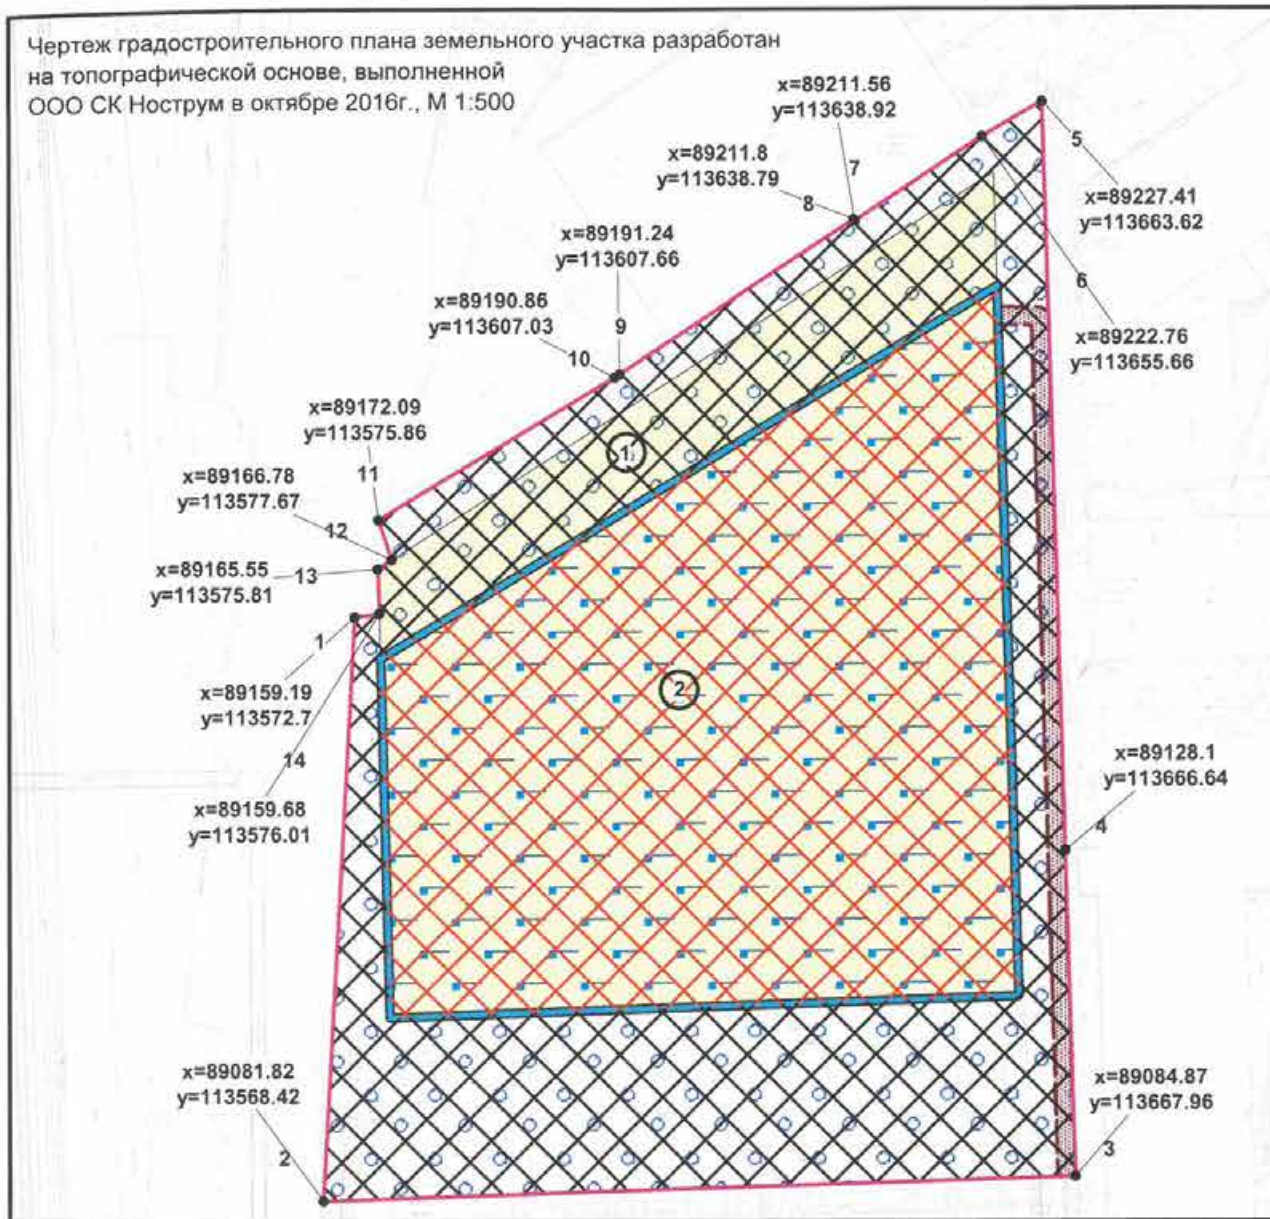 Чертеж градостроительного плана земельного участка разработан
на топографической основе, выполненной
ООО СК Нострум в октябре 2016г., М 1:500
x=89211.56
y=113638.92
7
5
x=89211.8
y=113638.79
8
x=89227.41
y=113663.62
x=89191.24
y=113607.66
9
6
x=89190.86
y=113607.03
10
x=89222.76
y=113655.66
x=89172.09
y=113575.86
11
1
x=89166.78
y=113577.67
12
x=89165.55
y=113575.81
13
1
x=89159.19
y=113572.7
2
14
x=89159.68
y=113576.01
x=89128.1
y=113666.64
4
x=89081.82
y=113568.42
2
x=89084.87
y=113667.96
3